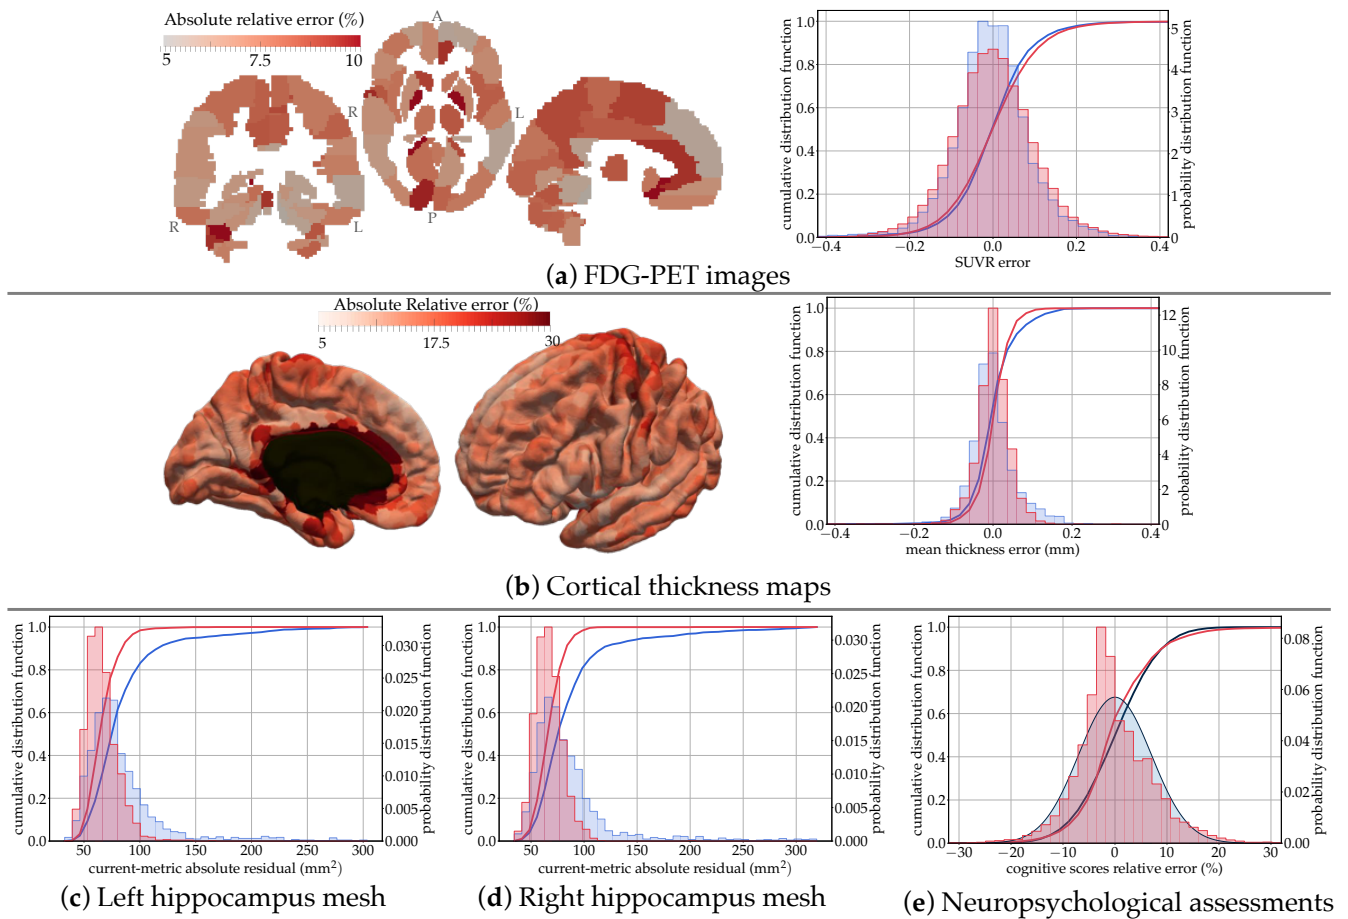 Absolute relative error (%)
5 7.5 10
A
R L
R L
P
cumulative distribution function
1.0
0.8
0.6
0.4
0.2
0.0
−0.4 −0.2 0.0 0.2 0.4
SUVR error
probability distribution function
5
4
3
2
1
0
(a) FDG-PET images
Absolute Relative error (%)
5 17.5 30
cumulative distribution function
1.0
0.8
0.6
0.4
0.2
0.0
−0.4 −0.2 0.0 0.2 0.4
mean thickness error (mm)
probability distribution function
12
10
8
6
4
2
0
(b) Cortical thickness maps
cumulative distribution function
1.0
0.8
0.6
0.4
0.2
0.0
50 100 150 200 250 300
current-metric absolute residual (mm²)
probability distribution function
0.030
0.025
0.020
0.015
0.010
0.005
0.000
(c) Left hippocampus mesh
cumulative distribution function
1.0
0.8
0.6
0.4
0.2
0.0
50 100 150 200 250 300
current-metric absolute residual (mm²)
probability distribution function
0.030
0.025
0.020
0.015
0.010
0.005
0.000
(d) Right hippocampus mesh
cumulative distribution function
1.0
0.8
0.6
0.4
0.2
0.0
−30 −20 −10 0 10 20 30
cognitive scores relative error (%)
probability distribution function
0.08
0.06
0.04
0.02
0.00
(e) Neuropsychological assessments